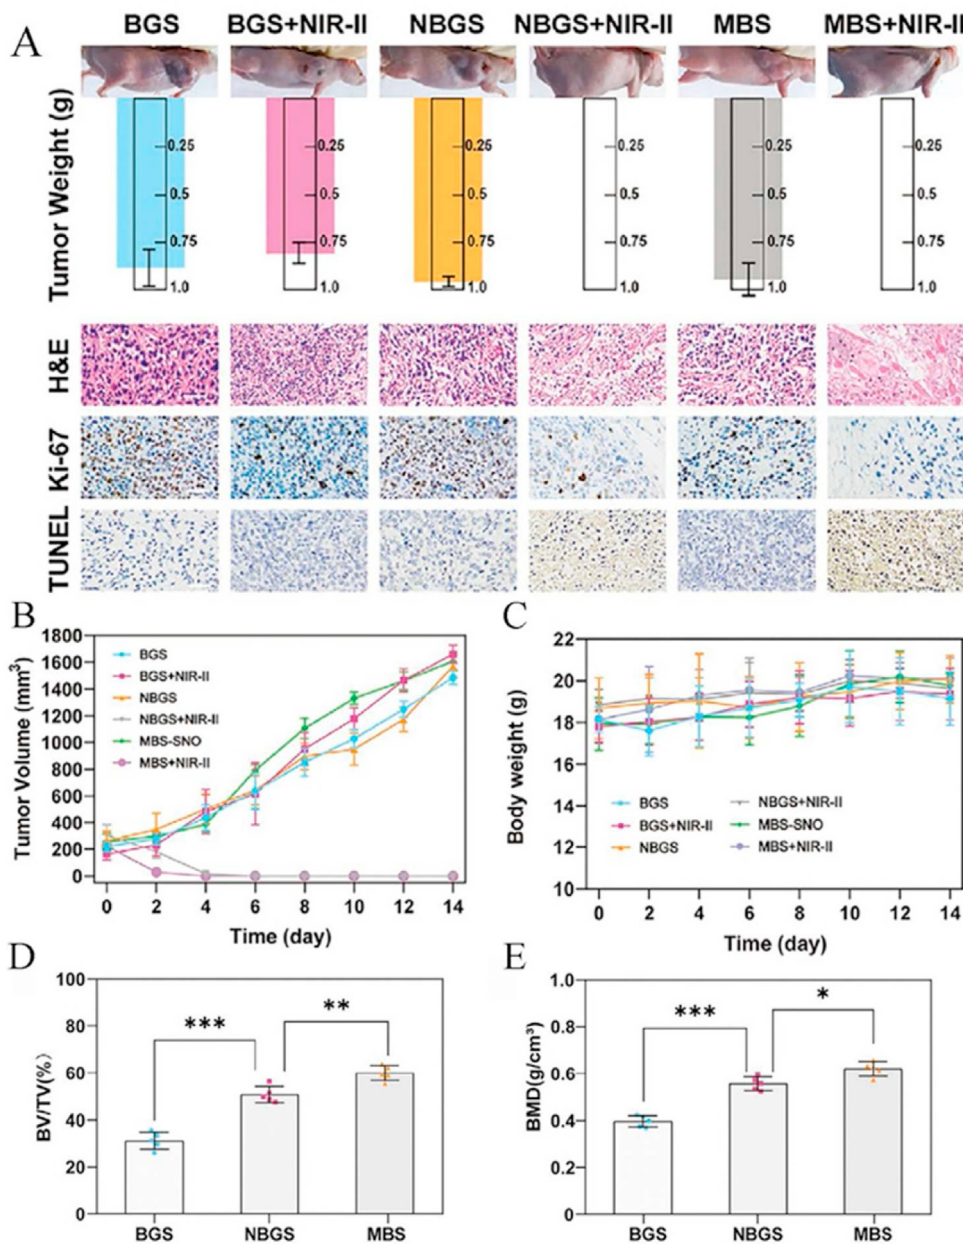 A
BGS BGS+NIR-II NBGS NBGS+NIR-II MBS MBS+NIR-II
Tumor Weight (g)
0.25 0.25 0.25 0.25 0.25 0.25
0.5 0.5 0.5 0.5 0.5 0.5
0.75 0.75 0.75 0.75 0.75 0.75
1.0 1.0 1.0 1.0 1.0 1.0
H&E
Ki-67
TUNEL
B
Tumor Volume (mm³)
1800
1600
1400
1200
1000
800
600
400
200
0
BGS
BGS+NIR-II
NBGS
NBGS+NIR-II
MBS-SNO
MBS+NIR-II
0 2 4 6 8 10 12 14
Time (day)
C
Body weight (g)
22
20
18
16
14
12
10
BGS
BGS+NIR-II
NBGS
NBGS+NIR-II
MBS-SNO
MBS+NIR-II
0 2 4 6 8 10 12 14
Time (day)
D
BV/TV(%)
100
80
60
40
20
0
***
**
BGS NBGS MBS
E
BMD(g/cm³)
1.0
0.8
0.6
0.4
0.2
0.0
***
*
BGS NBGS MBS